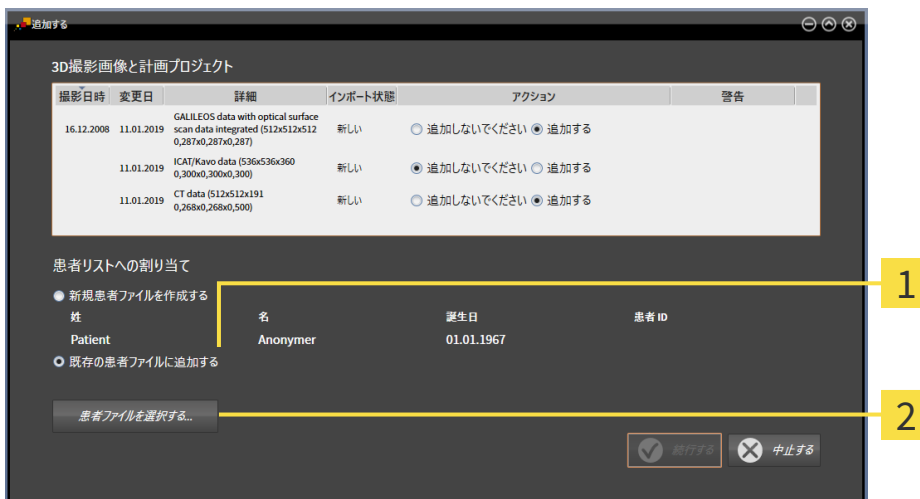 追加する
3D撮影画像と計画プロジェクト
撮影日時 変更日 詳細 インポート状態 アクション 警告
GALILEOS data with optical surface
16.12.2008 11.01.2019 scan data integrated (512x512x512 新しい 追加しないでください 追加する
0,287x0,287x0,287)
11.01.2019 ICAT/Kavo data (536x536x360 新しい 追加しないでください 追加する
0,300x0,300x0,300)
11.01.2019 CT data (512x512x191 新しい 追加しないでください 追加する
0,268x0,268x0,500)
患者リストへの割り当て
1
新規患者ファイルを作成する
姓 名 誕生日 患者 ID
Patient Anonymer 01.01.1967
既存の患者ファイルに追加する
患者ファイルを選択する...
2
続行する 中止する